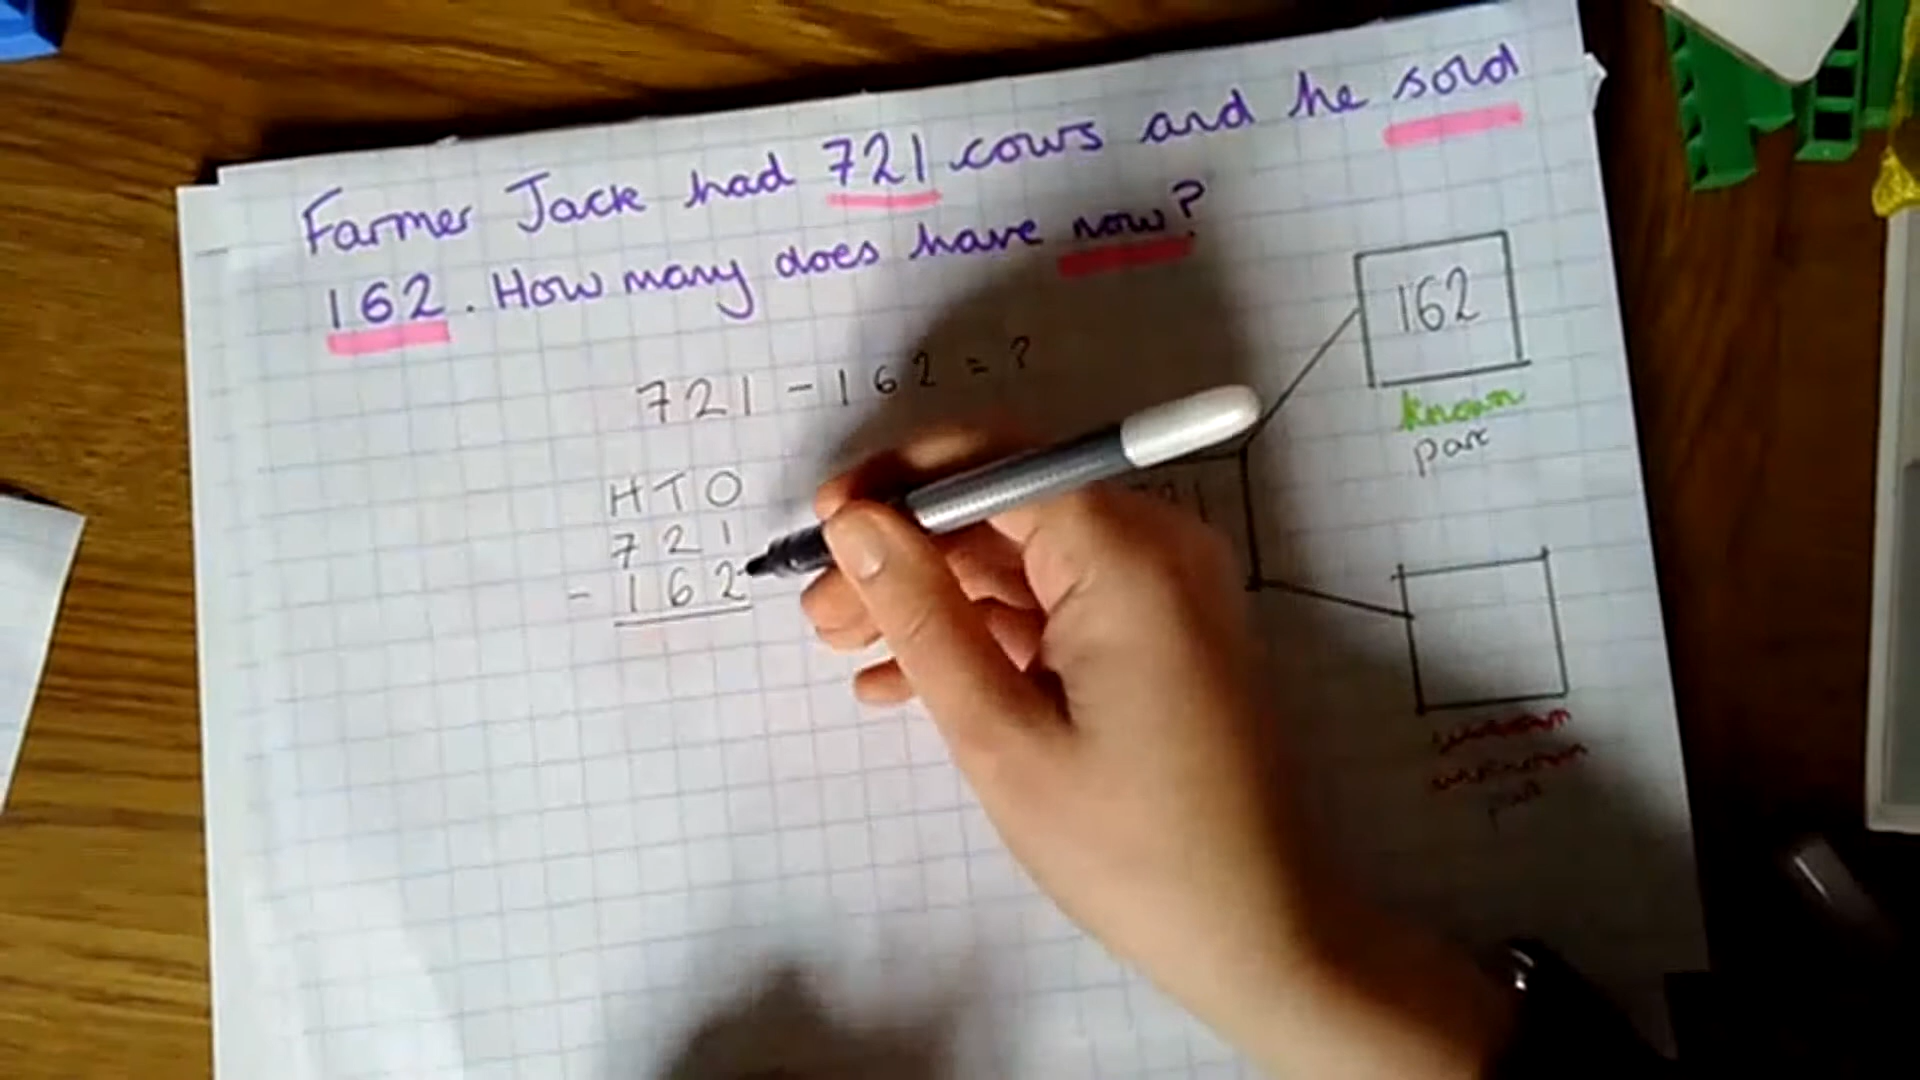 Farmer Jack had 721 cows and he sold
162. How many does have now?
721 - 162 = ?
H T O
721
- 162
162
known
part
unknown
part